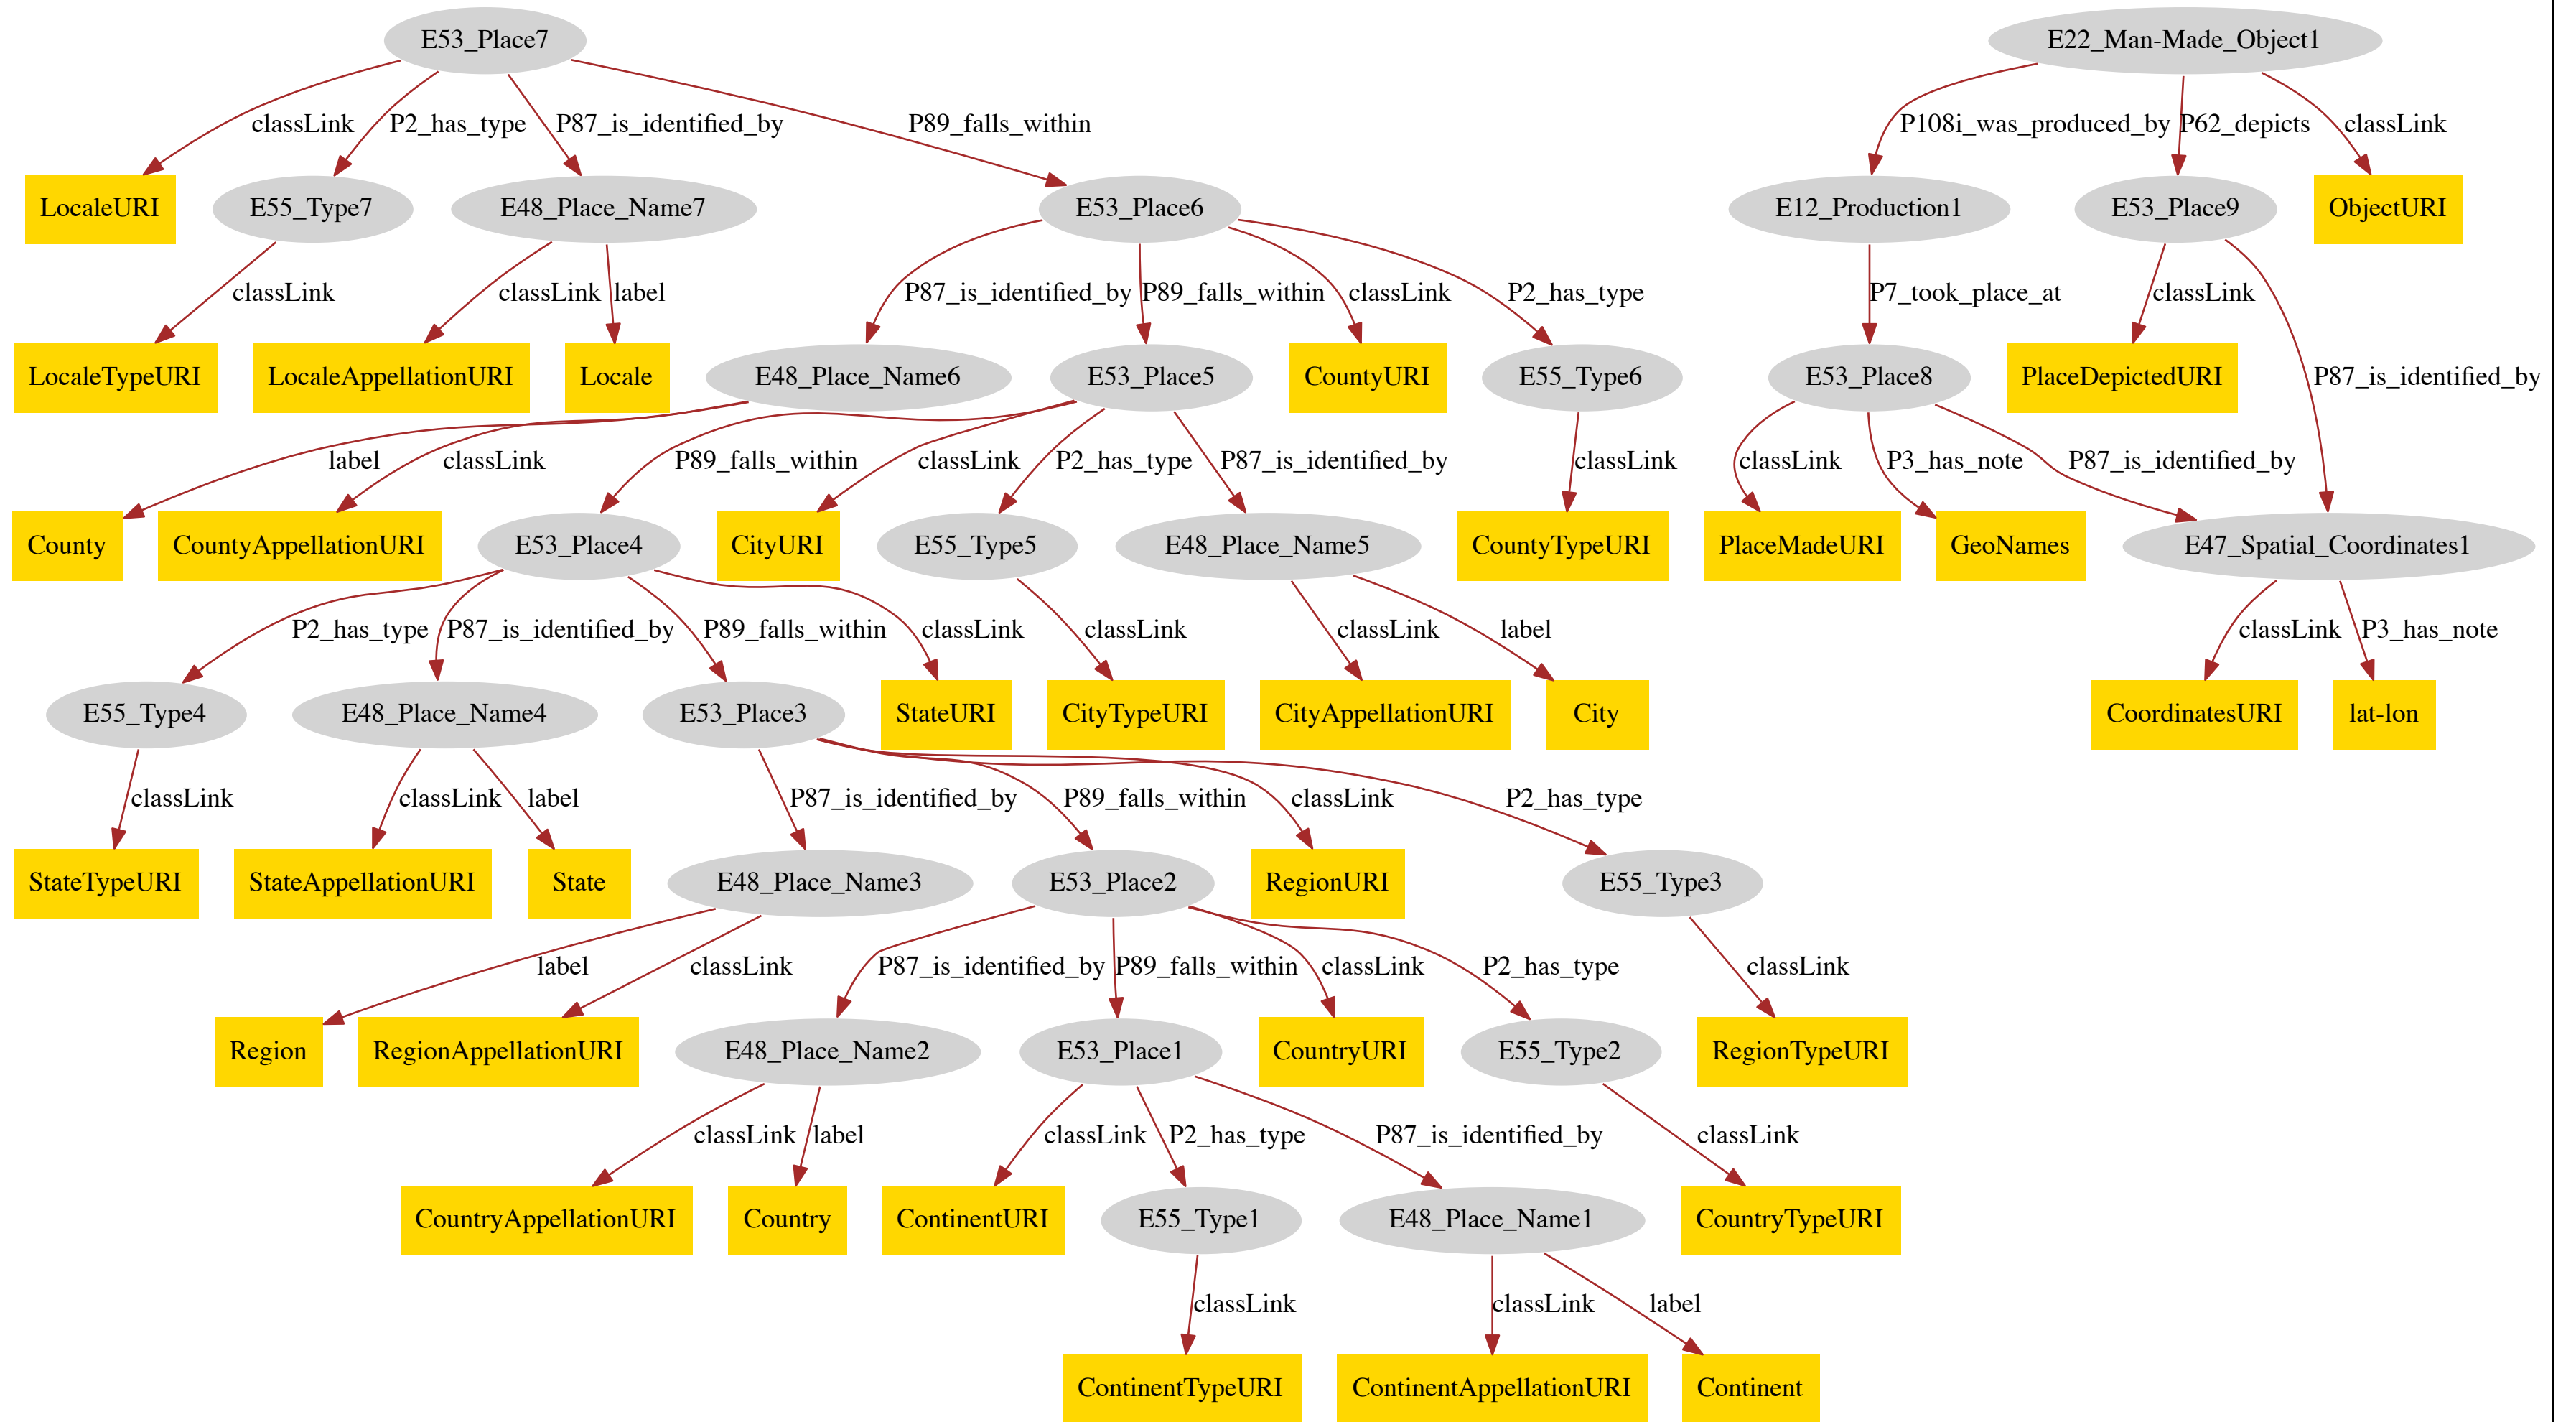 E53_Place7
E22_Man-Made_Object1
classLink
P2_has_type
P87_is_identified_by
P89_falls_within
P108i_was_produced_by
P62_depicts
classLink
LocaleURI
E55_Type7
E48_Place_Name7
E53_Place6
E12_Production1
E53_Place9
ObjectURI
classLink
classLink
label
P87_is_identified_by
P89_falls_within
classLink
P2_has_type
P7_took_place_at
classLink
LocaleTypeURI
LocaleAppellationURI
Locale
E48_Place_Name6
E53_Place5
CountyURI
E55_Type6
E53_Place8
PlaceDepictedURI
P87_is_identified_by
label
classLink
P89_falls_within
classLink
P2_has_type
P87_is_identified_by
classLink
classLink
P3_has_note
P87_is_identified_by
County
CountyAppellationURI
E53_Place4
CityURI
E55_Type5
E48_Place_Name5
CountyTypeURI
PlaceMadeURI
GeoNames
E47_Spatial_Coordinates1
P2_has_type
P87_is_identified_by
P89_falls_within
classLink
classLink
classLink
label
classLink
P3_has_note
E55_Type4
E48_Place_Name4
E53_Place3
StateURI
CityTypeURI
CityAppellationURI
City
CoordinatesURI
lat-lon
classLink
classLink
label
P87_is_identified_by
P89_falls_within
classLink
P2_has_type
StateTypeURI
StateAppellationURI
State
E48_Place_Name3
E53_Place2
RegionURI
E55_Type3
label
classLink
P87_is_identified_by
P89_falls_within
classLink
P2_has_type
classLink
Region
RegionAppellationURI
E48_Place_Name2
E53_Place1
CountryURI
E55_Type2
RegionTypeURI
classLink
label
classLink
P2_has_type
P87_is_identified_by
classLink
CountryAppellationURI
Country
ContinentURI
E55_Type1
E48_Place_Name1
CountryTypeURI
classLink
classLink
label
ContinentTypeURI
ContinentAppellationURI
Continent